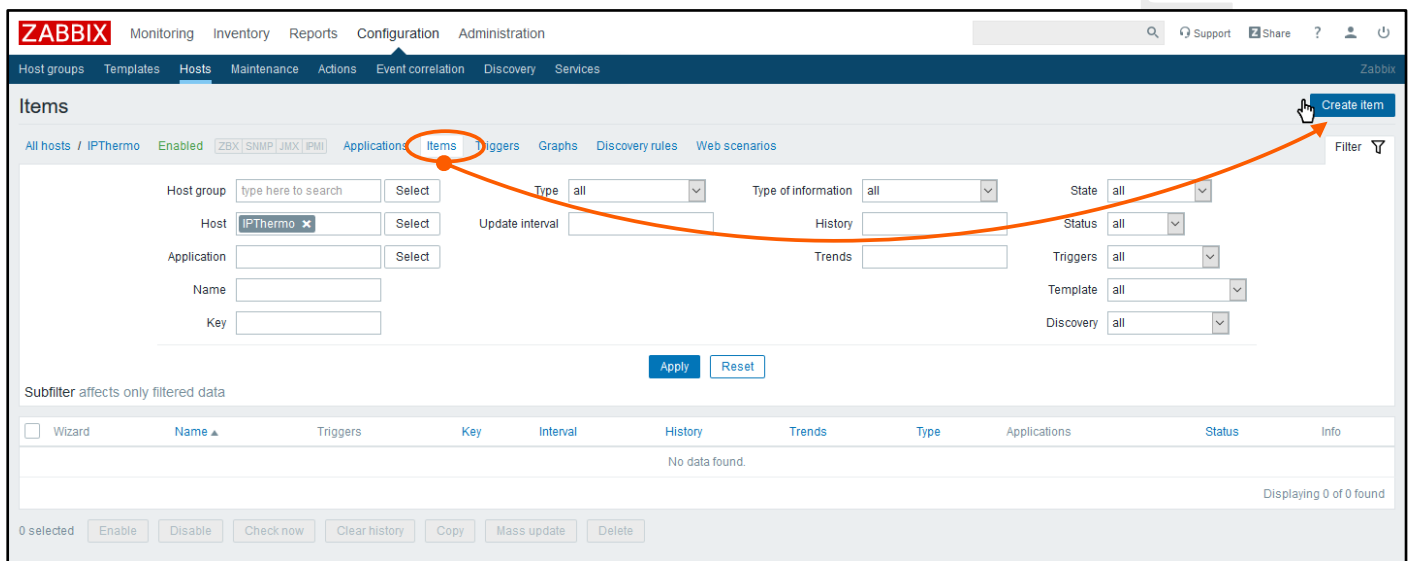 ZABBIX Monitoring Inventory Reports Configuration Administration Support Z Share ?
Host groups Templates Hosts Maintenance Actions Event correlation Discovery Services Zabbix
Items Create item
All hosts / IPThermo Enabled ZBX SNMP JMX IPMI Applications Items Triggers Graphs Discovery rules Web scenarios Filter
Host group type here to search Select Type all Type of information all State all
Host IPThermo Select Update interval History Status all
Application Select Trends Triggers all
Name Template all
Key Discovery all
Apply Reset
Subfilter affects only filtered data
Wizard Name Triggers Key Interval History Trends Type Applications Status Info
No data found.
Displaying 0 of 0 found
0 selected Enable Disable Check now Clear history Copy Mass update Delete